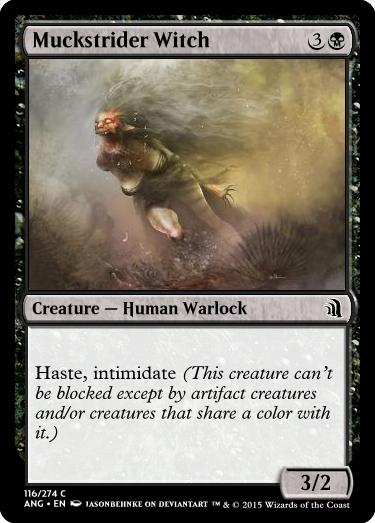 Muckstrider Witch 3
Creature — Human Warlock
Haste, intimidate (This creature can't
be blocked except by artifact creatures
and/or creatures that share a color with
it.)
3/2
116/274 C
ANG • EN JASONBEHNKE ON DEVIANTART ™ & © 2015 Wizards of the Coast